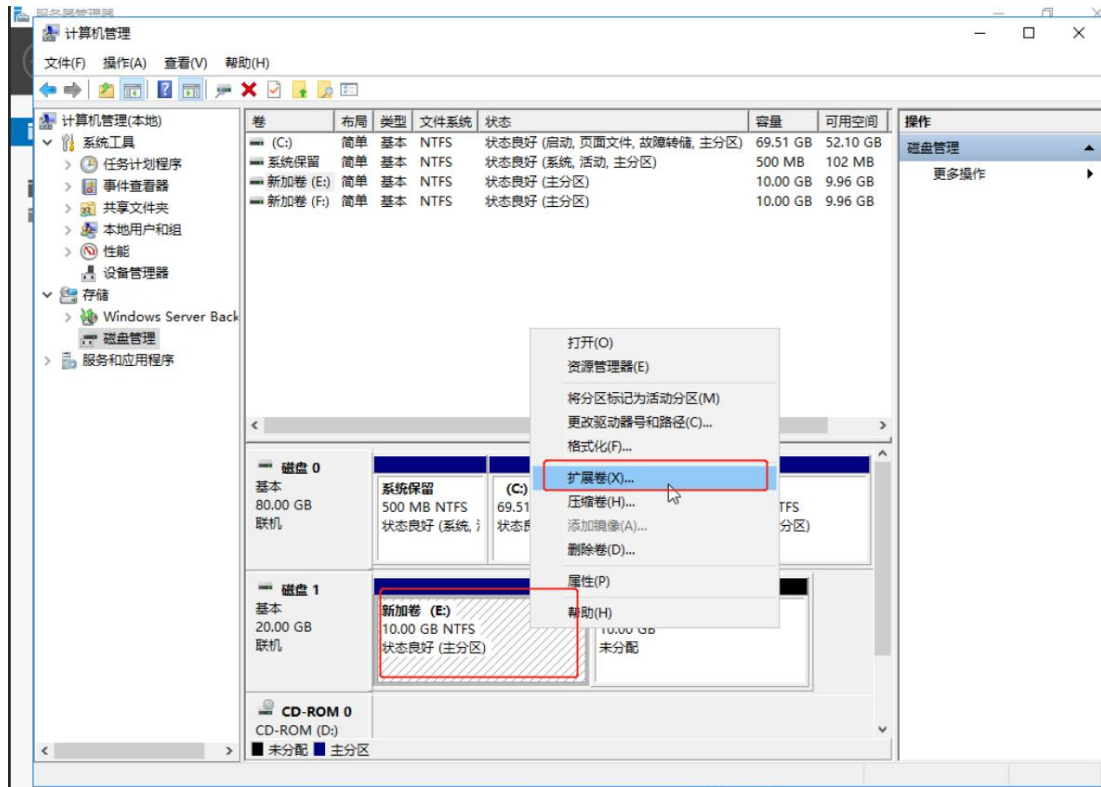 服务器管理器
计算机管理
文件(F) 操作(A) 查看(V) 帮助(H)
计算机管理(本地)
系统工具
任务计划程序
事件查看器
共享文件夹
本地用户和组
性能
设备管理器
存储
Windows Server Back
磁盘管理
服务和应用程序
卷 布局 类型 文件系统 状态 容量 可用空间
(C:) 简单 基本 NTFS 状态良好 (启动, 页面文件, 故障转储, 主分区) 69.51 GB 52.10 GB
系统保留 简单 基本 NTFS 状态良好 (系统, 活动, 主分区) 500 MB 102 MB
新加卷 (E:) 简单 基本 NTFS 状态良好 (主分区) 10.00 GB 9.96 GB
新加卷 (F:) 简单 基本 NTFS 状态良好 (主分区) 10.00 GB 9.96 GB
操作
磁盘管理
更多操作
打开(O)
资源管理器(E)
将分区标记为活动分区(M)
更改驱动器号和路径(C)...
格式化(F)...
扩展卷(X)...
压缩卷(H)...
添加镜像(A)...
删除卷(D)...
属性(P)
帮助(H)
磁盘 0
基本
80.00 GB
联机
系统保留
500 MB NTFS
状态良好 (系统,
(C:)
69.51
状态良
TFS
分区)
磁盘 1
基本
20.00 GB
联机
新加卷 (E:)
10.00 GB NTFS
状态良好 (主分区)
10.00 GB
未分配
CD-ROM 0
CD-ROM (D:)
未分配 主分区